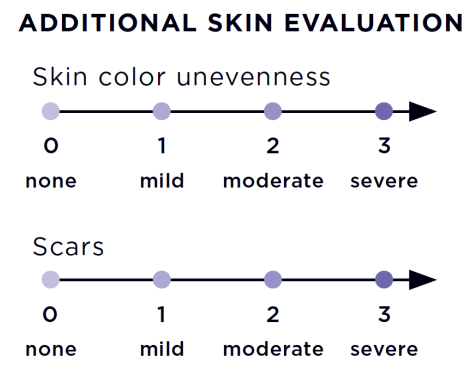 ADDITIONAL SKIN EVALUATION
Skin color unevenness
0 1 2 3
none mild moderate severe
Scars
0 1 2 3
none mild moderate severe